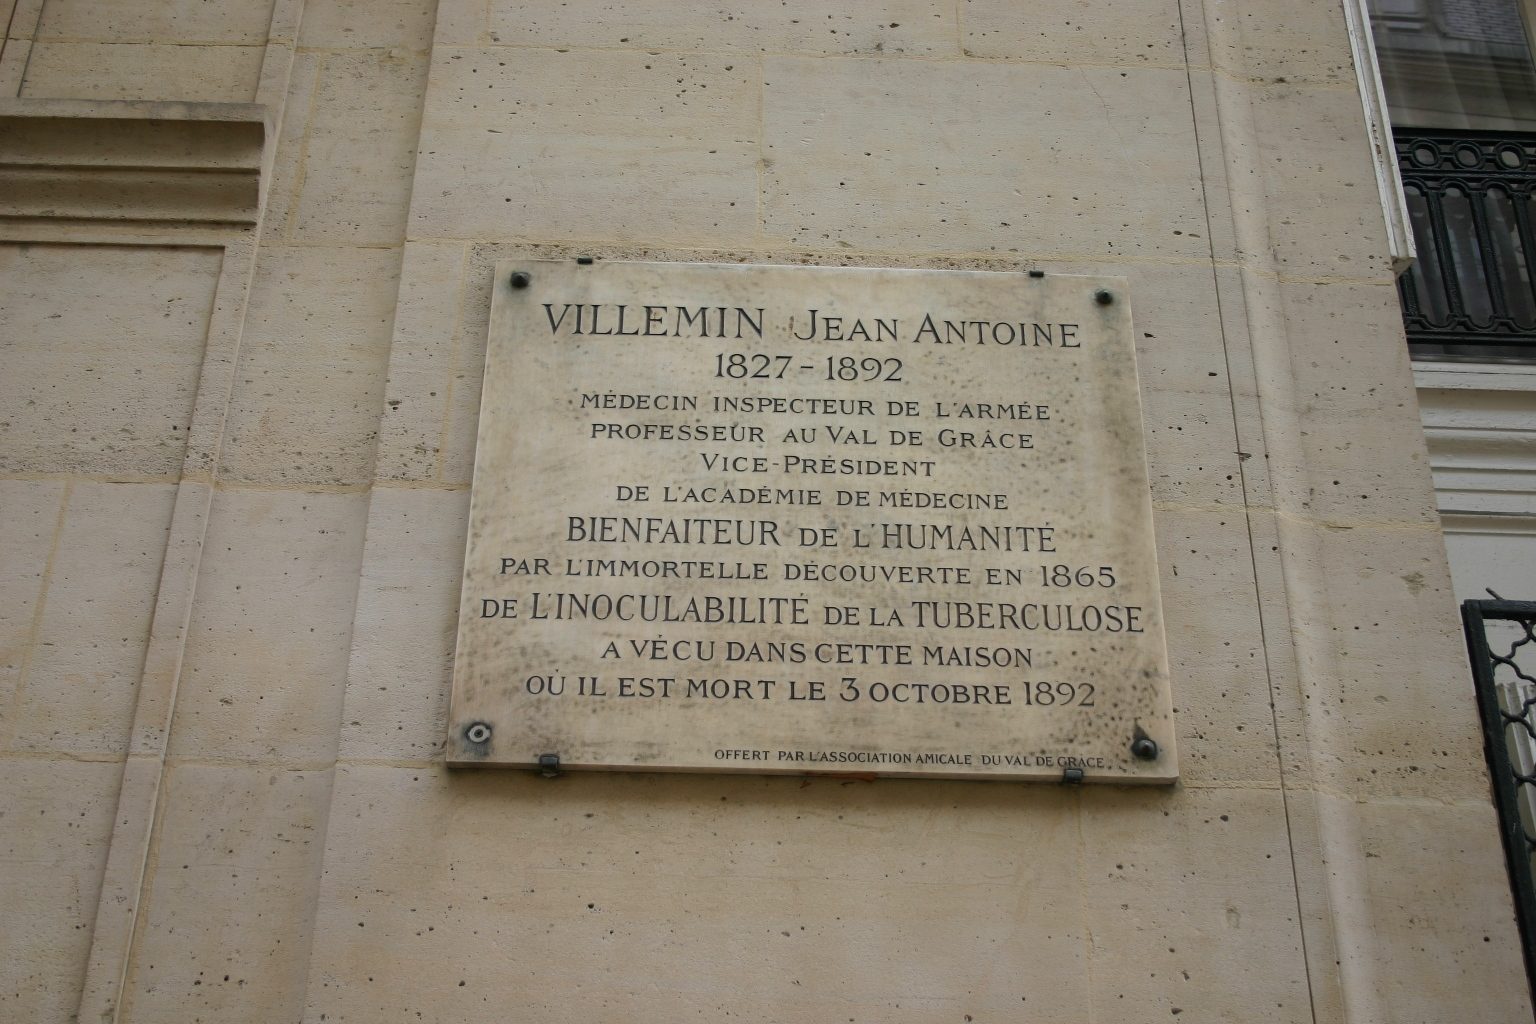 VILLEMIN JEAN ANTOINE
1827-1892
MÉDECIN INSPECTEUR DE L'ARMÉE
PROFESSEUR AU VAL DE GRÂCE
VICE-PRÉSIDENT
DE L'ACADÉMIE DE MÉDECINE
BIENFAITEUR DE L'HUMANITÉ
PAR L'IMMORTELLE DÉCOUVERTE EN 1865
DE L'INOCULABILITÉ DE LA TUBERCULOSE
A VÉCU DANS CETTE MAISON
OÙ IL EST MORT LE 3 OCTOBRE 1892
OFFERT PAR L'ASSOCIATION AMICALE DU VAL DE GRACE